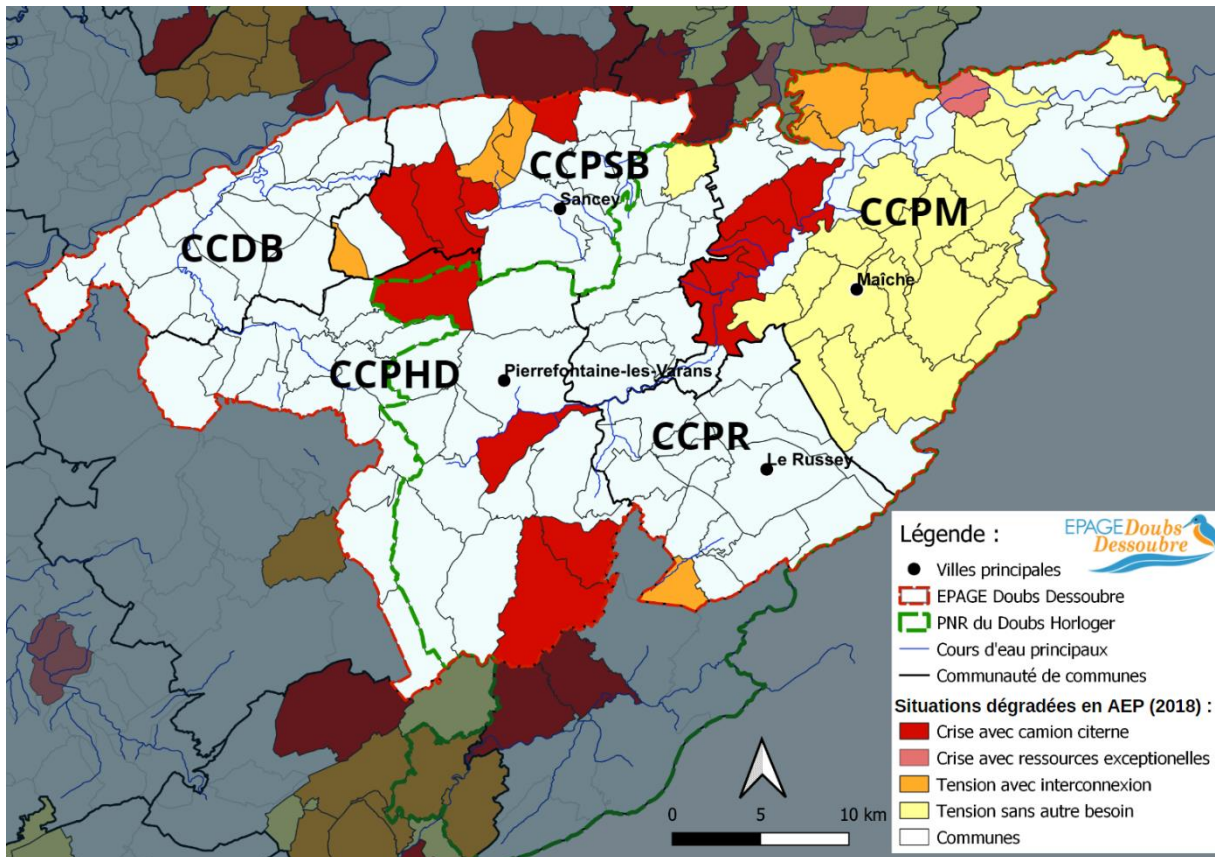 CCPSB
Sancey
CCDB
CCPM
Maîche
CCPHD
Pierrefontaine-les-Varans
CCPR
Le Russey
Légende :
EPAGE Doubs
Dessoubre
Villes principales
EPAGE Doubs Dessoubre
PNR du Doubs Horloger
Cours d'eau principaux
Communauté de communes
Situations dégradées en AEP (2018) :
Crise avec camion citerne
Crise avec ressources exceptionelles
Tension avec interconnexion
Tension sans autre besoin
Communes
0 5 10 km